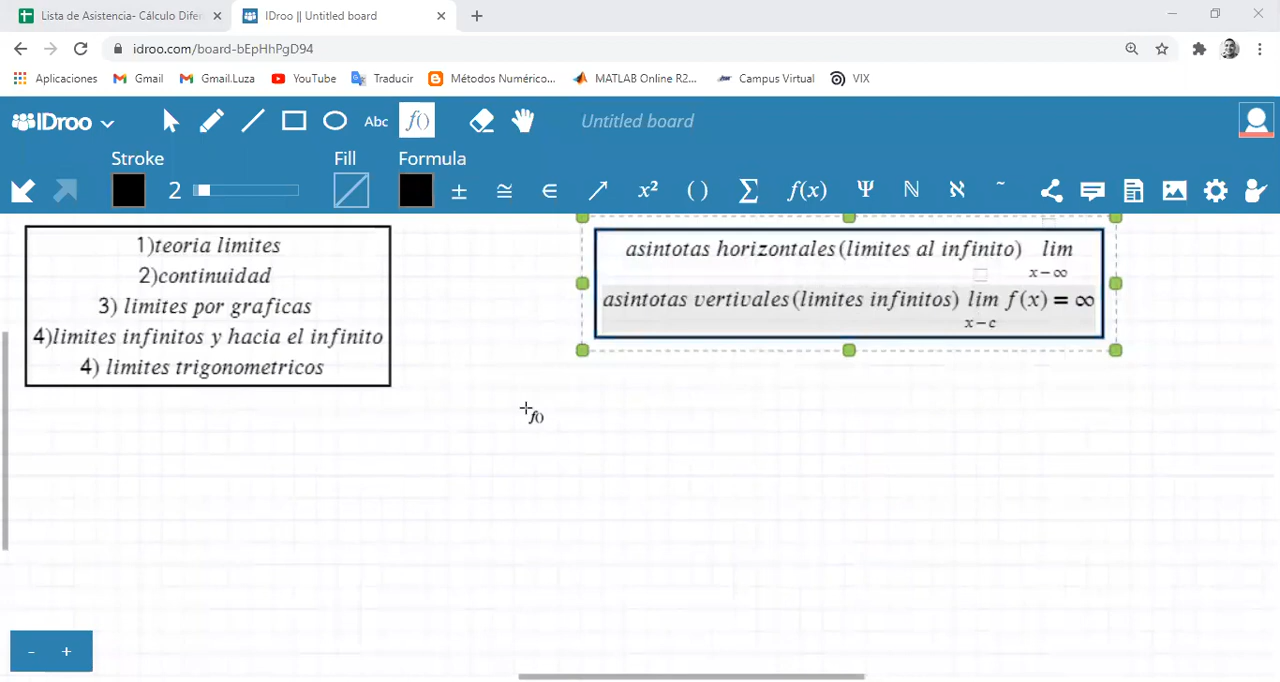 Lista de Asistencia- Cálculo Difer
IDroo || Untitled board
idroo.com/board-bEpHhPgD94
Aplicaciones
Gmail
Gmail.Luza
YouTube
Traducir
Métodos Numérico...
MATLAB Online R2...
Campus Virtual
VIX
IDroo
Abc
f()
Untitled board
Stroke
Fill
Formula
2
± ≅ ∈ x² ( ) ∑ f(x) Ψ ℕ ℵ ~
1)teoria limites
2)continuidad
3) limites por graficas
4)limites infinitos y hacia el infinito
4) limites trigonometricos
asintotas horizontales(limites al infinito) lim
x−∞
asintotas vertivales(limites infinitos) lim f(x) = ∞
x−c
f()
- +